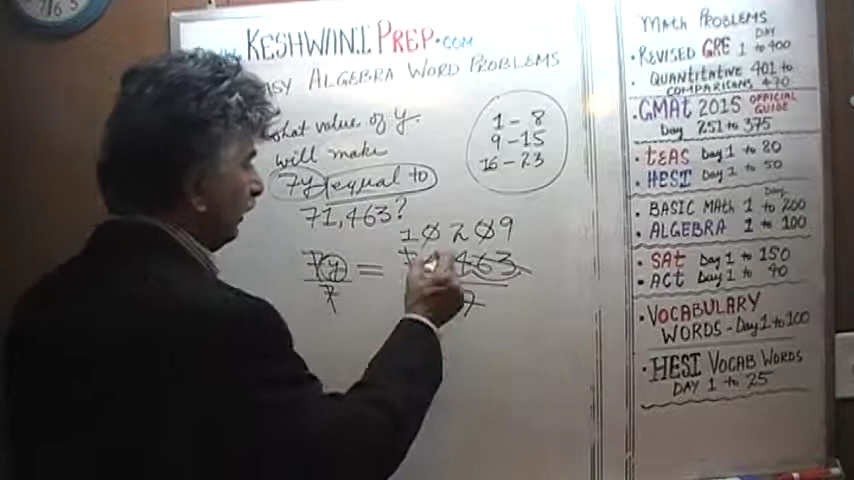 KESHWANI PREP.COM
ALGEBRA WORD PROBLEMS
what value of y
will make
7y equal to
71,463?
1 - 8
9 - 15
16 - 23
10209
7y =
463
7
7
MATH PROBLEMS
• REVISED GRE DAY 1 to 400
• QUANTITATIVE 401 to
COMPARISONS
GMAT 2015 OFFICIAL GUIDE
Day 251 to 375
• TEAS Day 1 to 80
• HESI Day 1 to 50
• BASIC MATH Day 1 to 200
• ALGEBRA 1 to 100
• SAT Day 1 to 150
• ACT Day 1 to 90
• VOCABULARY
WORDS - Day 1 to 100
• HESI VOCAB WORDS
DAY 1 to 25
7 6 5